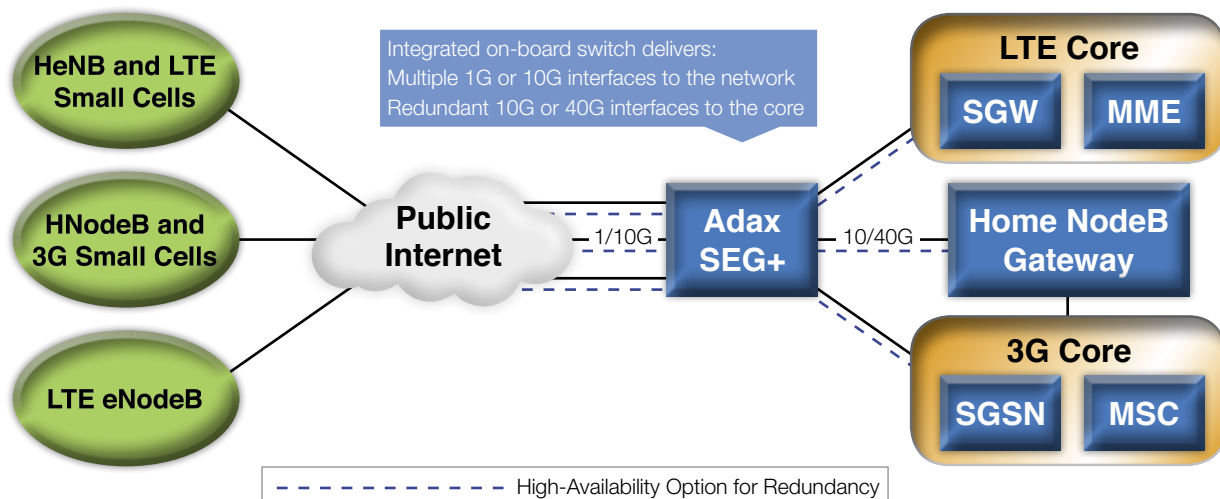 HeNB and LTE
Small Cells
Integrated on-board switch delivers:
Multiple 1G or 10G interfaces to the network
Redundant 10G or 40G interfaces to the core
LTE Core
SGW
MME
HNodeB and
3G Small Cells
Public
Internet
1/10G
Adax
SEG+
10/40G
Home NodeB
Gateway
LTE eNodeB
3G Core
SGSN
MSC
High-Availability Option for Redundancy